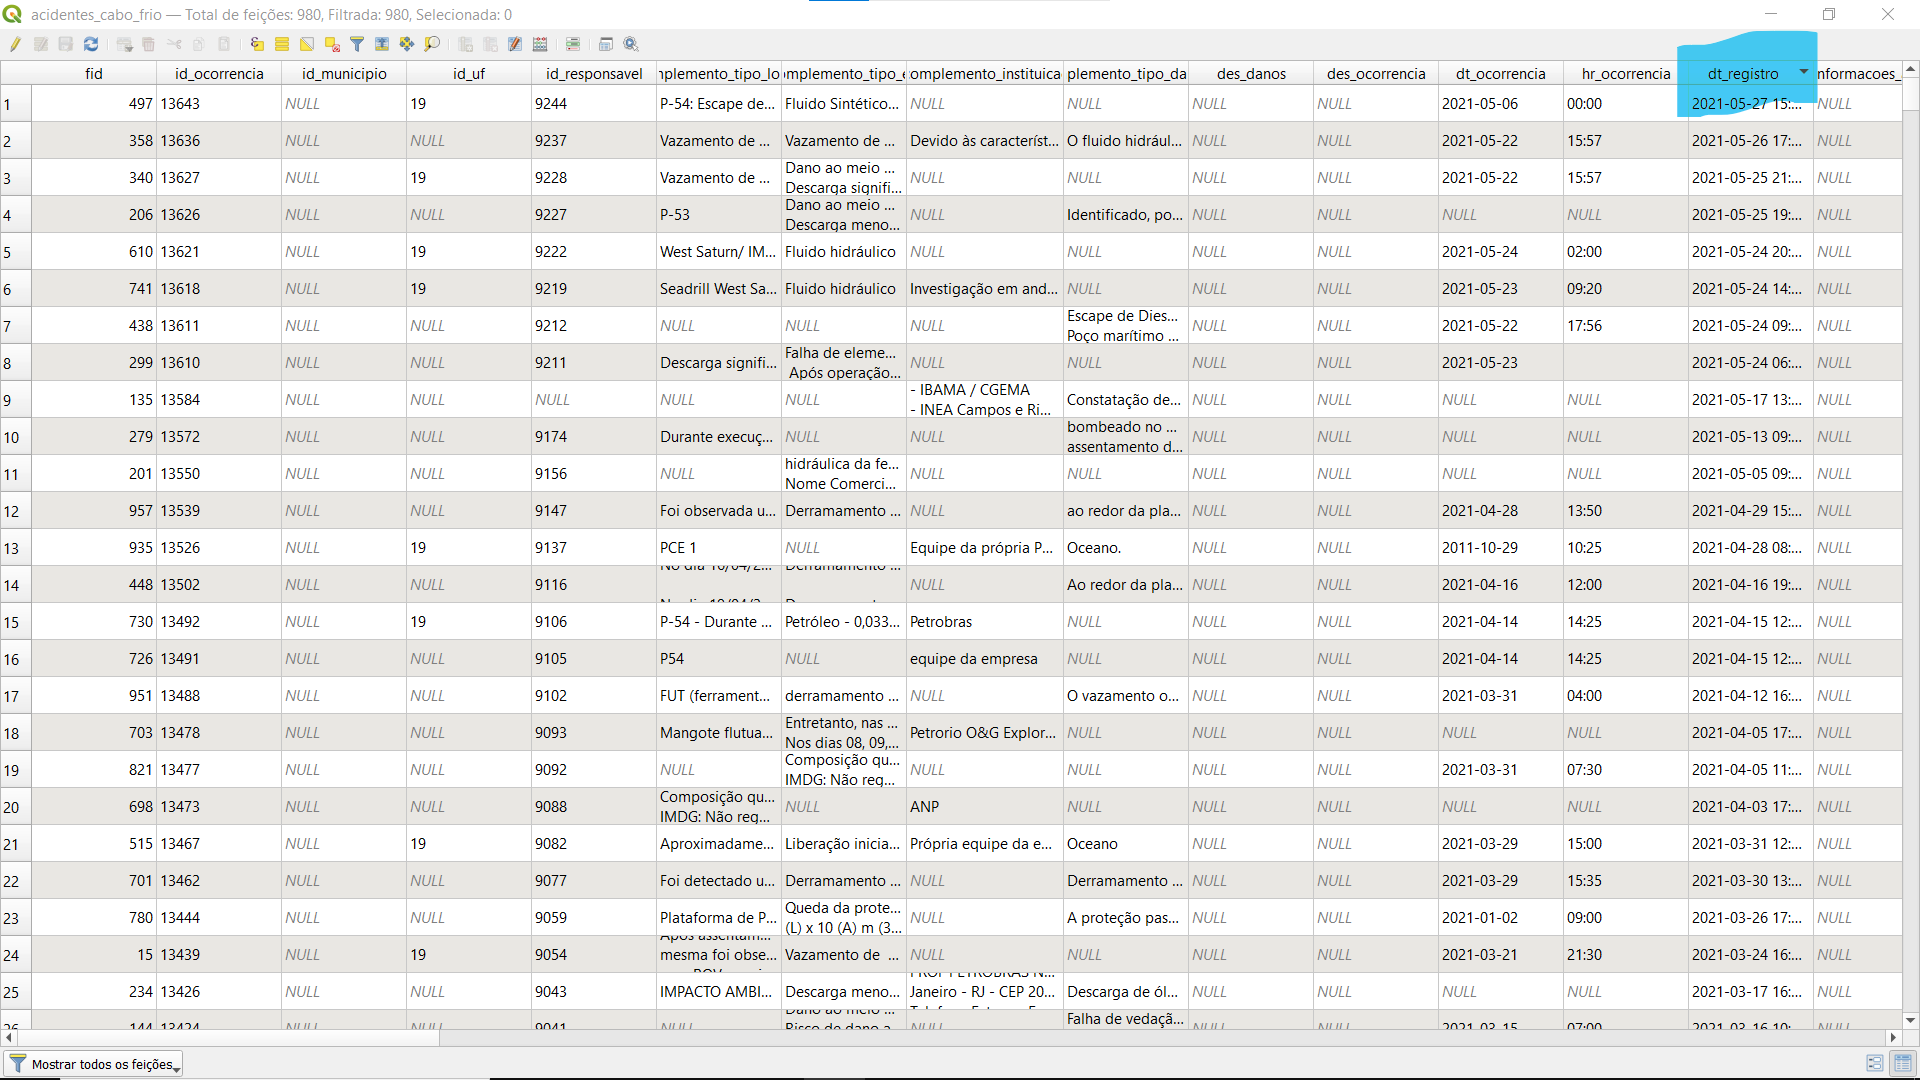 acidentes_cabo_frio — Total de feições: 980, Filtrada: 980, Selecionada: 0
fid id_ocorrencia id_municipio id_uf id_responsavel nplemento_tipo_lo omplemento_tipo_e omplemento_instituica plemento_tipo_da des_danos des_ocorrencia dt_ocorrencia hr_ocorrencia dt_registro nformacoes_
1 497 13643 NULL 19 9244 P-54: Escape de... Fluido Sintético... NULL NULL NULL NULL 2021-05-06 00:00 2021-05-27 15:... NULL
2 358 13636 NULL NULL 9237 Vazamento de ... Vazamento de ... Devido às característ... O fluido hidrául... NULL NULL 2021-05-22 15:57 2021-05-26 17:... NULL
3 340 13627 NULL 19 9228 Vazamento de ... Dano ao meio ... Descarga signifi... NULL NULL NULL NULL 2021-05-22 15:57 2021-05-25 21:... NULL
4 206 13626 NULL NULL 9227 P-53 Dano ao meio ... Descarga meno... NULL Identificado, po... NULL NULL NULL NULL 2021-05-25 19:... NULL
5 610 13621 NULL 19 9222 West Saturn/ IM... Fluido hidráulico NULL NULL NULL NULL 2021-05-24 02:00 2021-05-24 20:... NULL
6 741 13618 NULL 19 9219 Seadrill West Sa... Fluido hidráulico Investigação em and... NULL NULL NULL 2021-05-23 09:20 2021-05-24 14:... NULL
7 438 13611 NULL NULL 9212 NULL NULL NULL Escape de Dies... Poço marítimo ... NULL NULL 2021-05-22 17:56 2021-05-24 09:... NULL
8 299 13610 NULL NULL 9211 Descarga signifi... Falha de eleme... Após operação... NULL NULL NULL NULL 2021-05-23 2021-05-24 06:... NULL
9 135 13584 NULL NULL NULL NULL NULL - IBAMA / CGEMA - INEA Campos e Ri... Constatação de... NULL NULL NULL NULL 2021-05-17 13:... NULL
10 279 13572 NULL NULL 9174 Durante execuç... NULL NULL bombeado no ... assentamento d... NULL NULL NULL NULL 2021-05-13 09:... NULL
11 201 13550 NULL NULL 9156 NULL hidráulica da fe... Nome Comerci... NULL NULL NULL NULL NULL NULL 2021-05-05 09:... NULL
12 957 13539 NULL NULL 9147 Foi observada u... Derramamento ... NULL ao redor da pla... NULL NULL 2021-04-28 13:50 2021-04-29 15:... NULL
13 935 13526 NULL 19 9137 PCE 1 NULL Equipe da própria P... Oceano. NULL NULL 2011-10-29 10:25 2021-04-28 08:... NULL
14 448 13502 NULL NULL 9116 NULL Ao redor da pla... NULL NULL 2021-04-16 12:00 2021-04-16 19:... NULL
15 730 13492 NULL 19 9106 P-54 - Durante ... Petróleo - 0,033... Petrobras NULL NULL NULL 2021-04-14 14:25 2021-04-15 12:... NULL
16 726 13491 NULL NULL 9105 P54 NULL equipe da empresa NULL NULL NULL 2021-04-14 14:25 2021-04-15 12:... NULL
17 951 13488 NULL NULL 9102 FUT (ferrament... derramamento ... NULL O vazamento o... NULL NULL 2021-03-31 04:00 2021-04-12 16:... NULL
18 703 13478 NULL NULL 9093 Mangote flutua... Entretanto, nas ... Nos dias 08, 09,... Petrorio O&G Explor... NULL NULL NULL NULL NULL 2021-04-05 17:... NULL
19 821 13477 NULL NULL 9092 NULL Composição qu... IMDG: Não reg... NULL NULL NULL NULL 2021-03-31 07:30 2021-04-05 11:... NULL
20 698 13473 NULL NULL 9088 Composição qu... IMDG: Não reg... NULL ANP NULL NULL NULL NULL NULL 2021-04-03 17:... NULL
21 515 13467 NULL 19 9082 Aproximadame... Liberação inicia... Própria equipe da e... Oceano NULL NULL 2021-03-29 15:00 2021-03-31 12:... NULL
22 701 13462 NULL NULL 9077 Foi detectado u... Derramamento ... NULL Derramamento ... NULL NULL 2021-03-29 15:35 2021-03-30 13:... NULL
23 780 13444 NULL NULL 9059 Plataforma de P... Queda da prote... (L) x 10 (A) m (3... NULL A proteção pas... NULL NULL 2021-01-02 09:00 2021-03-26 17:... NULL
24 15 13439 NULL 19 9054 mesma foi obse... Vazamento de ... NULL NULL NULL NULL 2021-03-21 21:30 2021-03-24 16:... NULL
25 234 13426 NULL NULL 9043 IMPACTO AMBI... Descarga meno... Janeiro - RJ - CEP 20... Descarga de ól... NULL NULL NULL NULL 2021-03-17 16:... NULL
26 144 13424 NULL NULL 9041 NULL NULL Falha de vedaçã... NULL NULL 2021-03-15 07:00 2021-03-16 10:... NULL
Mostrar todos os feições